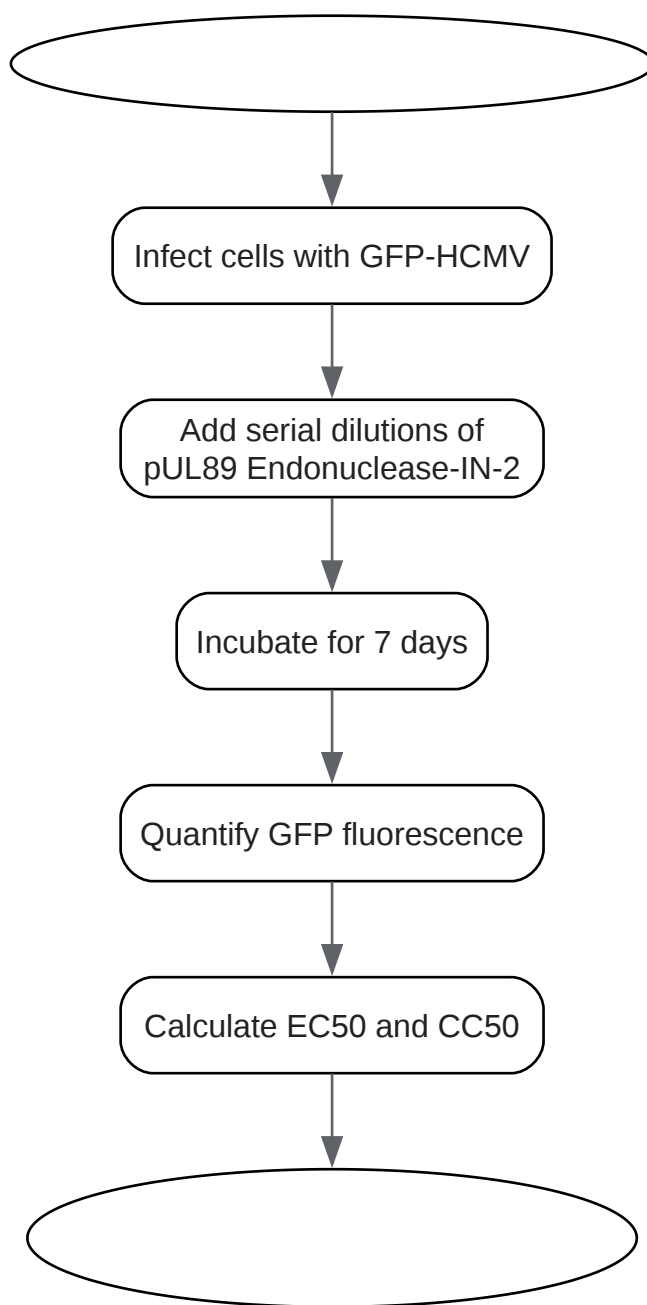 Infect cells with GFP-HCMV
Add serial dilutions of
pUL89 Endonuclease-IN-2
Incubate for 7 days
Quantify GFP fluorescence
Calculate EC50 and CC50